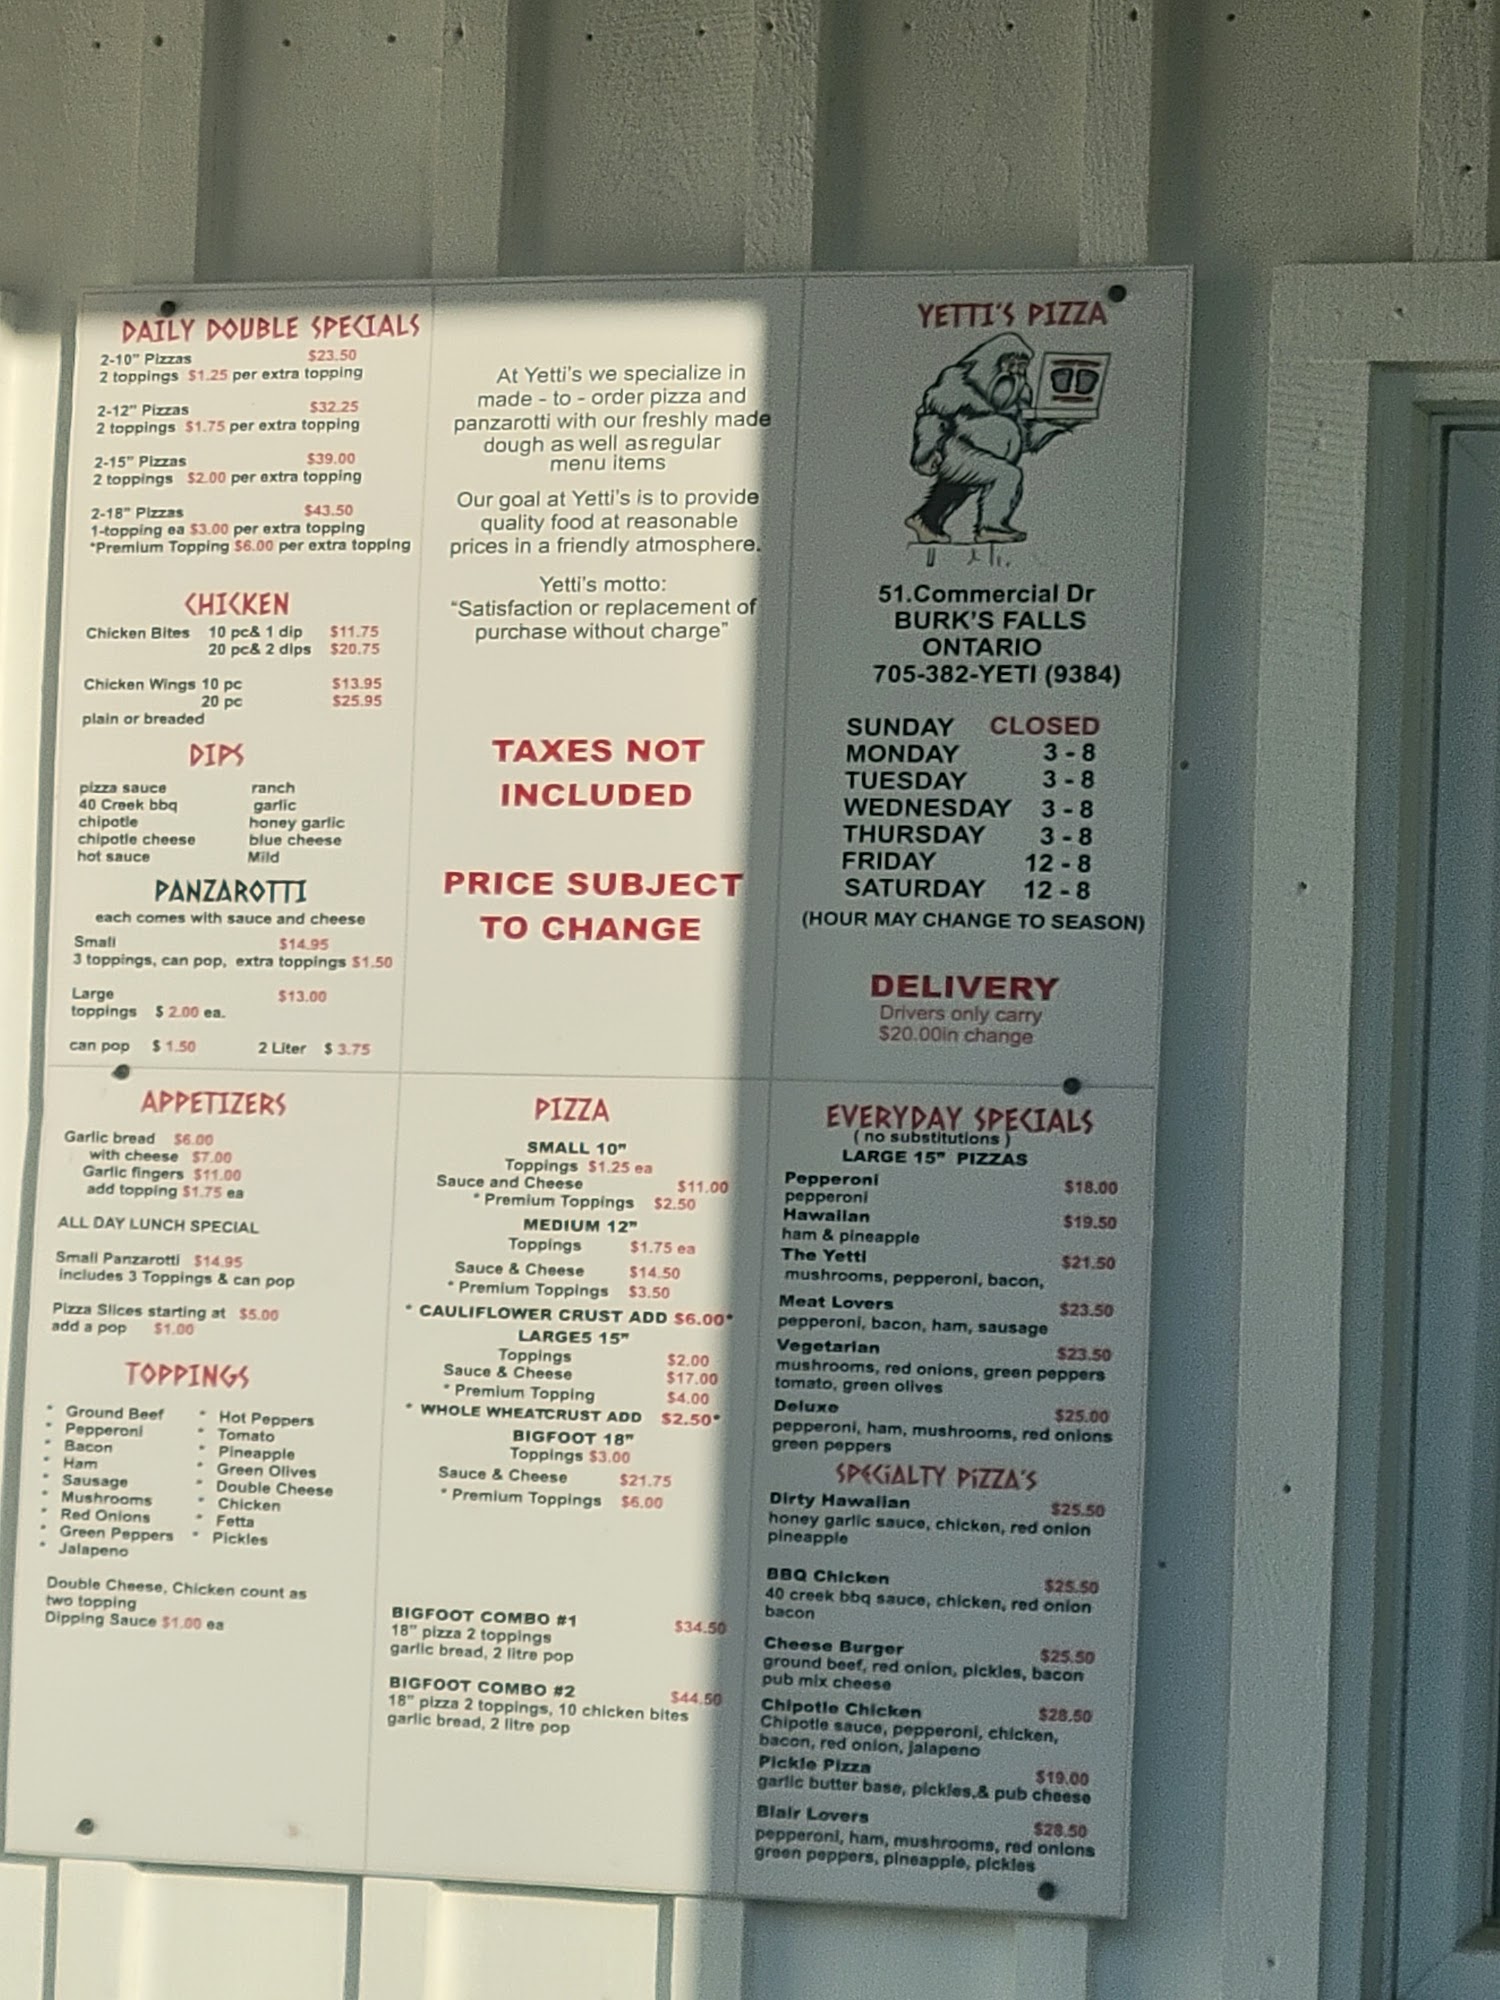 DAILY DOUBLE SPECIALS
2-10" Pizzas $23.50
2 toppings $1.25 per extra topping
2-12" Pizzas $32.25
2 toppings $1.75 per extra topping
2-15" Pizzas $39.00
2 toppings $2.00 per extra topping
2-18" Pizzas $43.50
1-topping ea $3.00 per extra topping
*Premium Topping $6.00 per extra topping
CHICKEN
Chicken Bites 10 pc& 1 dip $11.75
20 pc& 2 dips $20.75
Chicken Wings 10 pc $13.95
20 pc $25.95
plain or breaded
DIPS
pizza sauce ranch
40 Creek bbq garlic
chipotle honey garlic
chipotle cheese blue cheese
hot sauce Mild
PANZAROTTI
each comes with sauce and cheese
Small $14.95
3 toppings, can pop, extra toppings $1.50
Large $13.00
toppings $ 2.00 ea.
can pop $ 1.50 2 Liter $ 3.75
At Yetti's we specialize in
made - to - order pizza and
panzarotti with our freshly made
dough as well as regular
menu items
Our goal at Yetti's is to provide
quality food at reasonable
prices in a friendly atmosphere.
Yetti's motto:
"Satisfaction or replacement of
purchase without charge"
TAXES NOT
INCLUDED
PRICE SUBJECT
TO CHANGE
YETTI'S PIZZA
51.Commercial Dr
BURK'S FALLS
ONTARIO
705-382-YETI (9384)
SUNDAY CLOSED
MONDAY 3 - 8
TUESDAY 3 - 8
WEDNESDAY 3 - 8
THURSDAY 3 - 8
FRIDAY 12 - 8
SATURDAY 12 - 8
(HOUR MAY CHANGE TO SEASON)
DELIVERY
Drivers only carry
$20.00in change
APPETIZERS
Garlic bread $6.00
with cheese $7.00
Garlic fingers $11.00
add topping $1.75 ea
ALL DAY LUNCH SPECIAL
Small Panzarotti $14.95
includes 3 Toppings & can pop
Pizza Slices starting at $5.00
add a pop $1.00
TOPPINGS
* Ground Beef * Hot Peppers
* Pepperoni * Tomato
* Bacon * Pineapple
* Ham * Green Olives
* Sausage * Double Cheese
* Mushrooms * Chicken
* Red Onions * Fetta
* Green Peppers * Pickles
* Jalapeno
Double Cheese, Chicken count as
two topping
Dipping Sauce $1.00 ea
PIZZA
SMALL 10"
Toppings $1.25 ea
Sauce and Cheese $11.00
* Premium Toppings $2.50
MEDIUM 12"
Toppings $1.75 ea
Sauce & Cheese $14.50
* Premium Toppings $3.50
* CAULIFLOWER CRUST ADD $6.00*
LARGE5 15"
Toppings $2.00
Sauce & Cheese $17.00
* Premium Topping $4.00
* WHOLE WHEATCRUST ADD $2.50*
BIGFOOT 18"
Toppings $3.00
Sauce & Cheese $21.75
* Premium Toppings $6.00
BIGFOOT COMBO #1 $34.50
18" pizza 2 toppings
garlic bread, 2 litre pop
BIGFOOT COMBO #2 $44.50
18" pizza 2 toppings, 10 chicken bites
garlic bread, 2 litre pop
EVERYDAY SPECIALS
( no substitutions )
LARGE 15" PIZZAS
Pepperoni $18.00
pepperoni
Hawaiian $19.50
ham & pineapple
The Yetti $21.50
mushrooms, pepperoni, bacon,
Meat Lovers $23.50
pepperoni, bacon, ham, sausage
Vegetarian $23.50
mushrooms, red onions, green peppers
tomato, green olives
Deluxe $25.00
pepperoni, ham, mushrooms, red onions
green peppers
SPECIALTY PIZZA'S
Dirty Hawaiian $25.50
honey garlic sauce, chicken, red onion
pineapple
BBQ Chicken $25.50
40 creek bbq sauce, chicken, red onion
bacon
Cheese Burger $25.50
ground beef, red onion, pickles, bacon
pub mix cheese
Chipotle Chicken $28.50
Chipotle sauce, pepperoni, chicken,
bacon, red onion, jalapeno
Pickle Pizza $19.00
garlic butter base, pickles,& pub cheese
Blair Lovers $28.50
pepperoni, ham, mushrooms, red onions
green peppers, pineapple, pickles